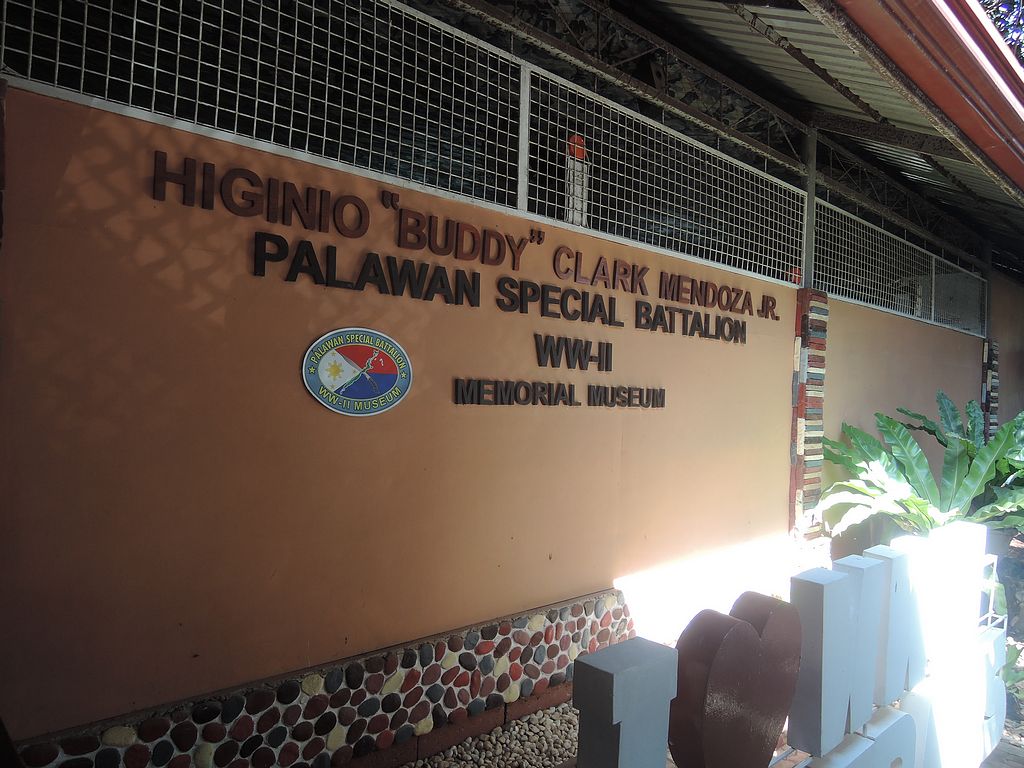 HIGINIO "BUDDY" CLARK MENDOZA JR.
PALAWAN SPECIAL BATTALION
WW-II
MEMORIAL MUSEUM
PALAWAN SPECIAL BATTALION
WW-II MUSEUM
I